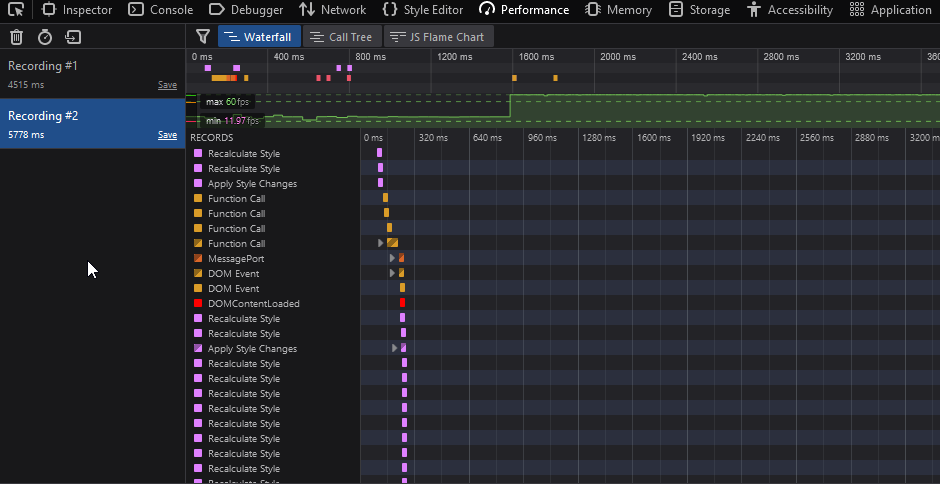 Inspector Console Debugger Network Style Editor Performance Memory Storage Accessibility Application
Waterfall Call Tree JS Flame Chart
Recording #1
4515 ms Save
Recording #2
5778 ms Save
0 ms 400 ms 800 ms 1200 ms 1600 ms 2000 ms 2400 ms 2800 ms 3200 ms 360
max 60 fps
min 11.97 fps
RECORDS 0 ms 320 ms 640 ms 960 ms 1280 ms 1600 ms 1920 ms 2240 ms 2560 ms 2880 ms 3200 ms
Recalculate Style
Recalculate Style
Apply Style Changes
Function Call
Function Call
Function Call
Function Call
MessagePort
DOM Event
DOM Event
DOMContentLoaded
Recalculate Style
Recalculate Style
Apply Style Changes
Recalculate Style
Recalculate Style
Recalculate Style
Recalculate Style
Recalculate Style
Recalculate Style
Recalculate Style
Recalculate Style